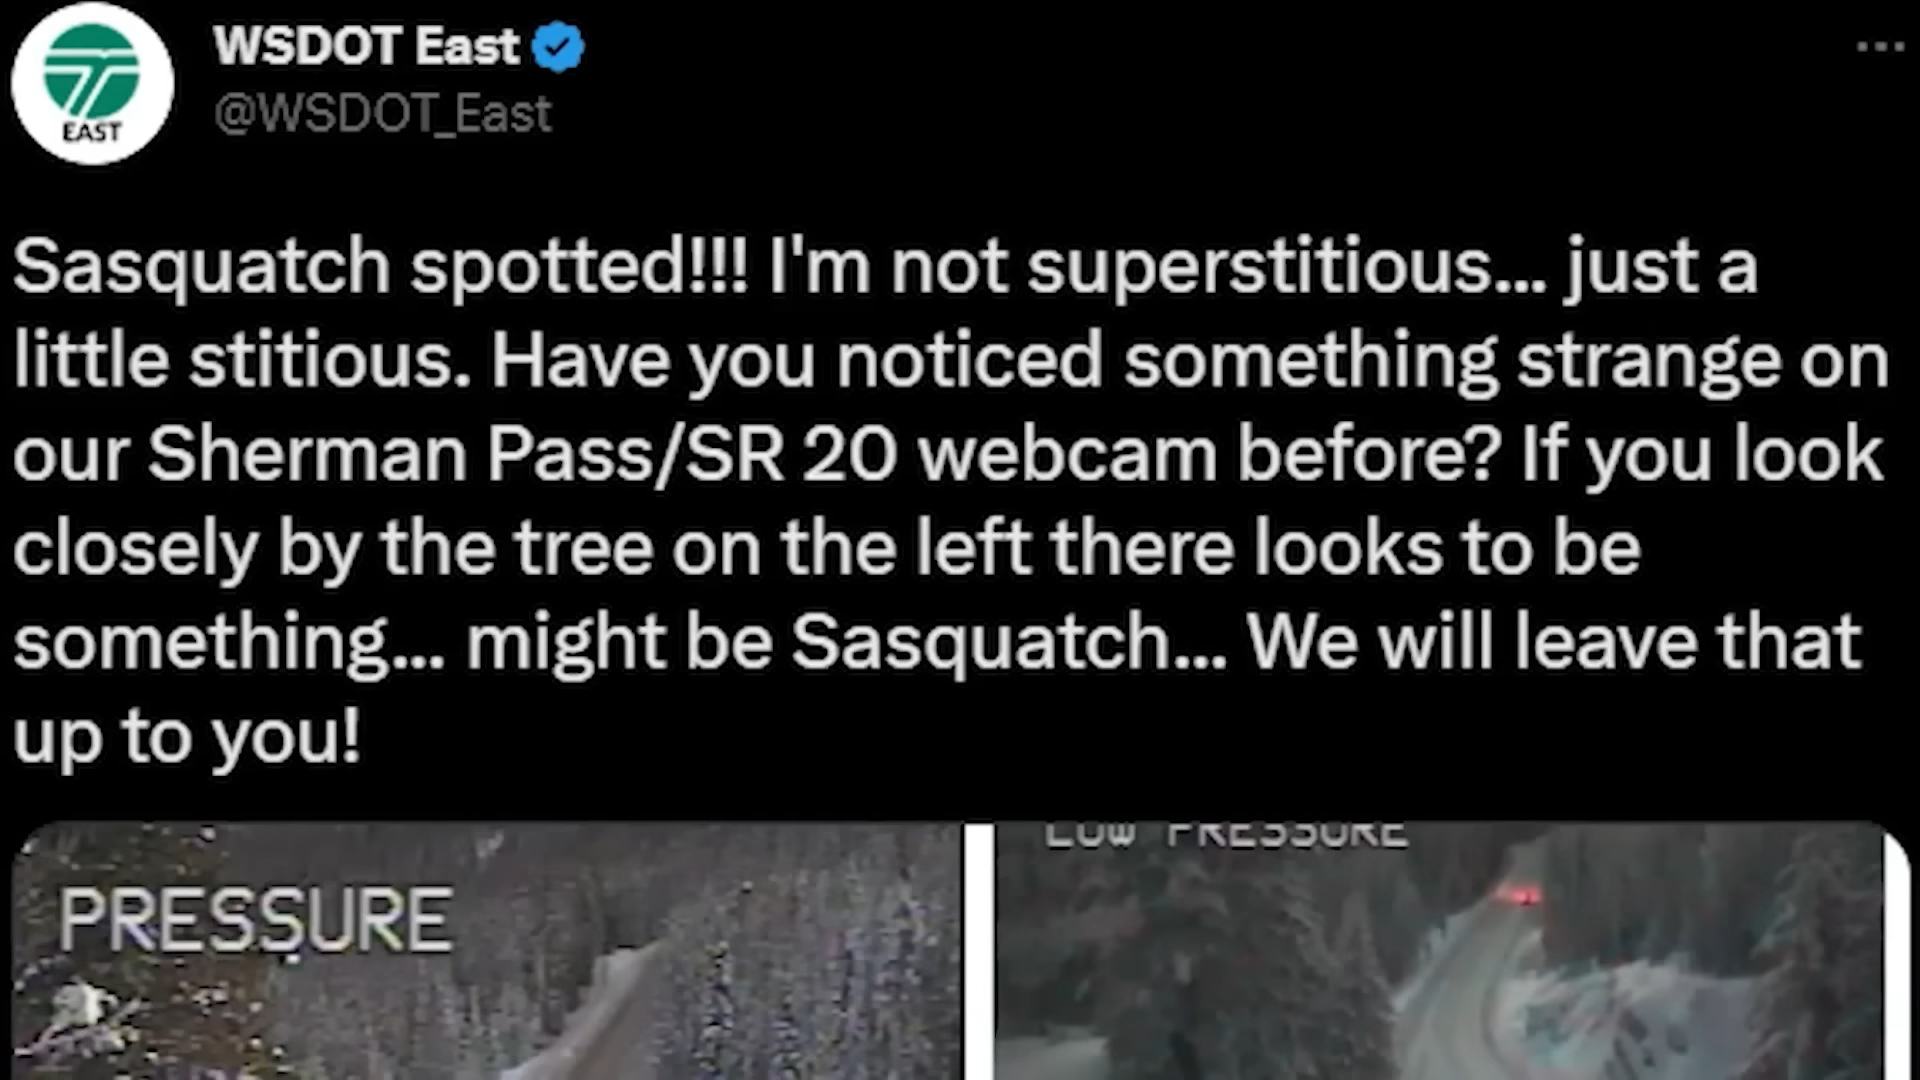 WSDOT East
@WSDOT_East
EAST
Sasquatch spotted!!! I'm not superstitious... just a
little stitious. Have you noticed something strange on
our Sherman Pass/SR 20 webcam before? If you look
closely by the tree on the left there looks to be
something... might be Sasquatch... We will leave that
up to you!
PRESSURE
LOW PRESSURE